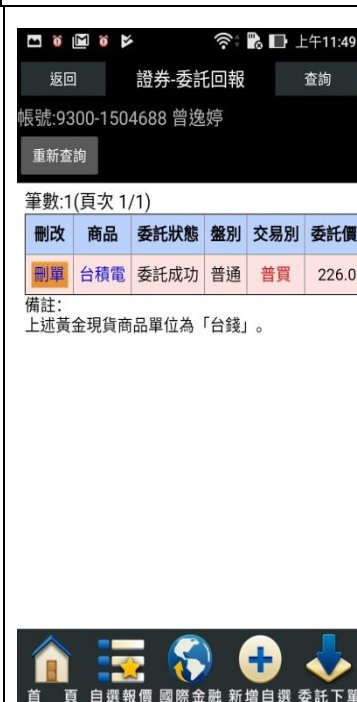 上午11:49
返回 證券-委託回報 查詢
帳號:9300-1504688 曾逸婷
重新查詢
筆數:1(頁次 1/1)
刪改 商品 委託狀態 盤別 交易別 委託價
刪單 台積電 委託成功 普通 普買 226.0
備註:
上述黃金現貨商品單位為「台錢」。
首 頁 自選報價 國際金融 新增自選 委託下單